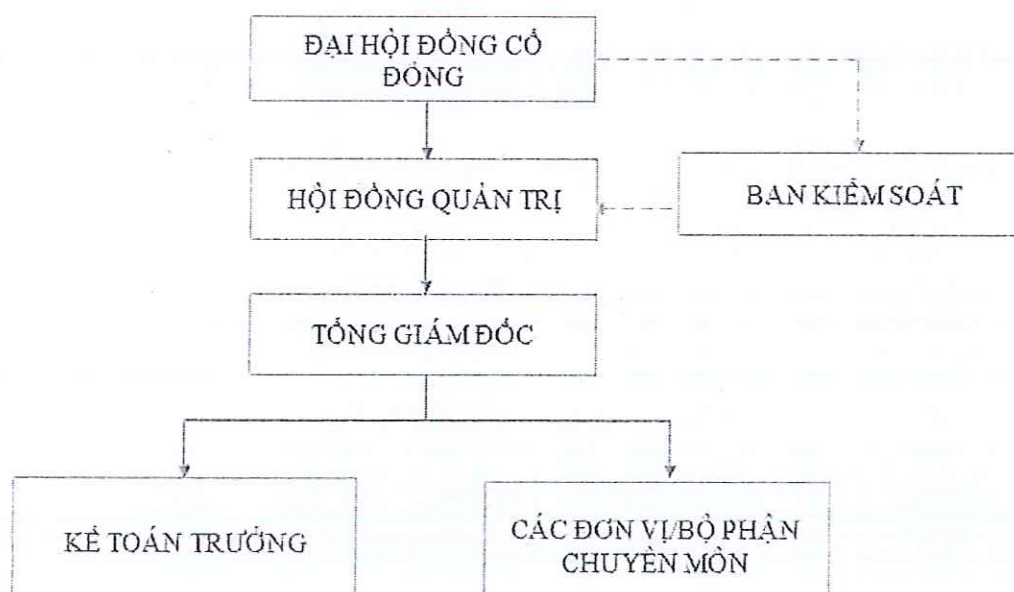 ĐẠI HỘI ĐỒNG CỔ
ĐÔNG
HỘI ĐỒNG QUẢN TRỊ
BAN KIỂM SOÁT
TỔNG GIÁM ĐỐC
KẾ TOÁN TRƯỞNG
CÁC ĐƠN VỊ/BỘ PHẬN
CHUYÊN MÔN